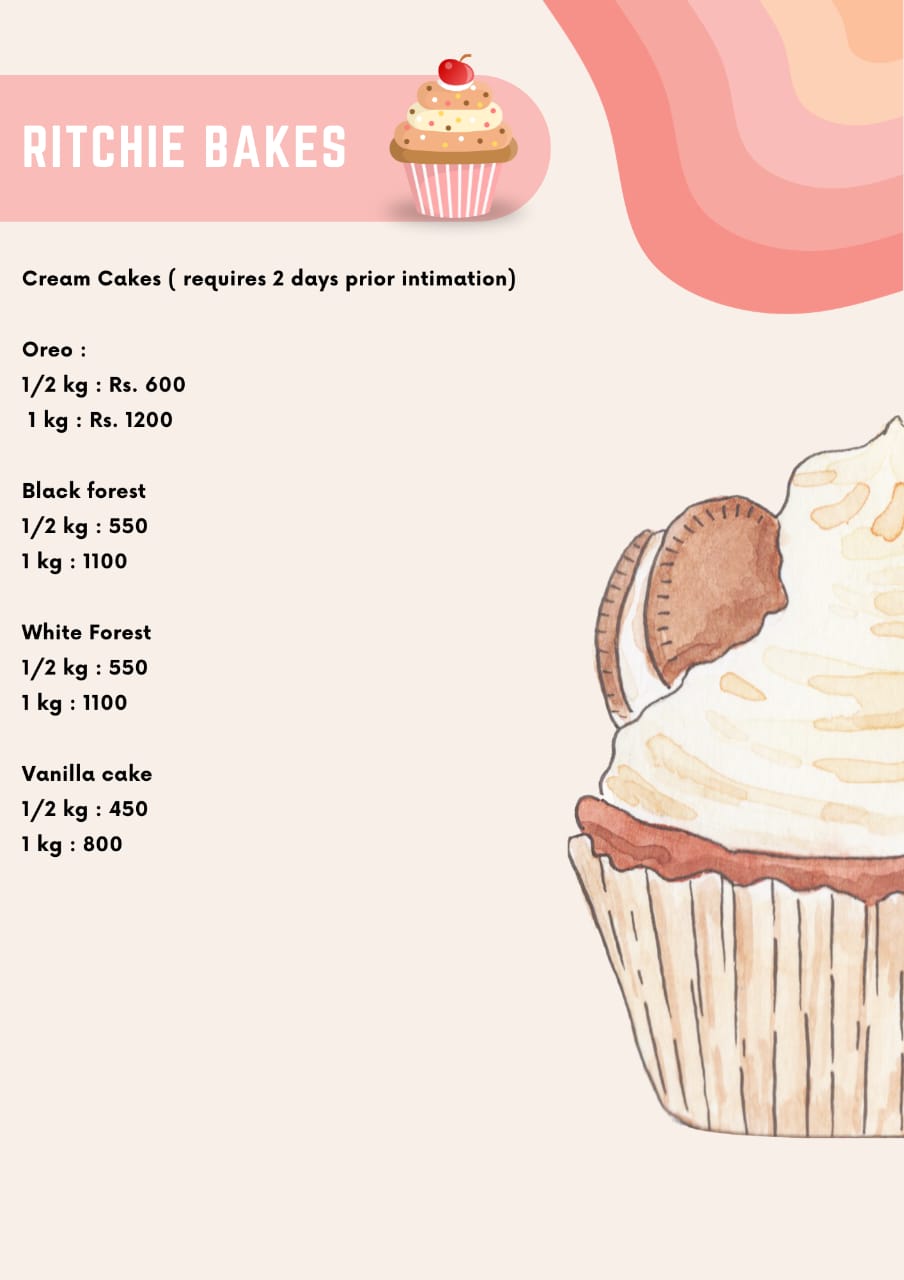 RITCHIE BAKES
Cream Cakes ( requires 2 days prior intimation)
Oreo :
1/2 kg : Rs. 600
1 kg : Rs. 1200
Black forest
1/2 kg : 550
1 kg : 1100
White Forest
1/2 kg : 550
1 kg : 1100
Vanilla cake
1/2 kg : 450
1 kg : 800